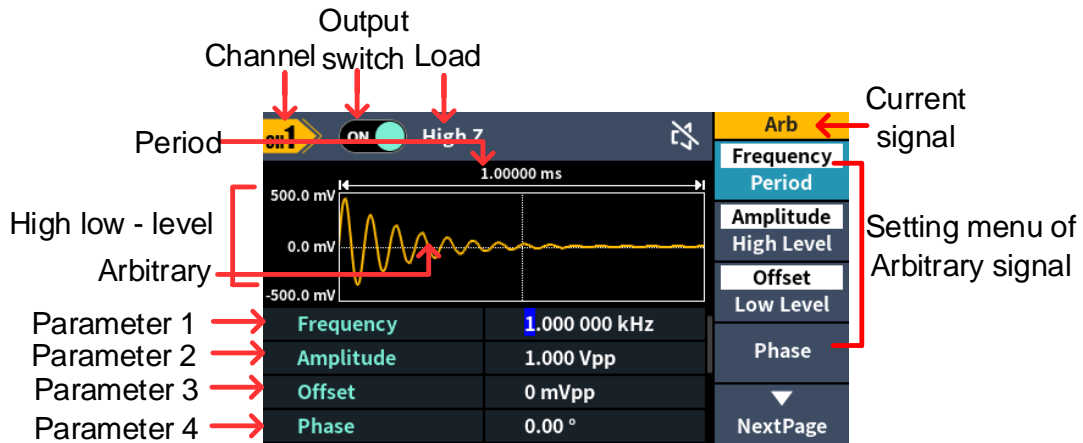 Output
Channel switch Load
Current
signal
CH1 ON High Z
Arb
Period
1.00000 ms
Frequency
Period
500.0 mV
High low - level
0.0 mV
Amplitude
High Level
Setting menu of
Arbitrary signal
Arbitrary
-500.0 mV
Offset
Low Level
Parameter 1
Frequency 1.000 000 kHz
Parameter 2
Amplitude 1.000 Vpp
Phase
Parameter 3
Offset 0 mVpp
Parameter 4
Phase 0.00 °
NextPage